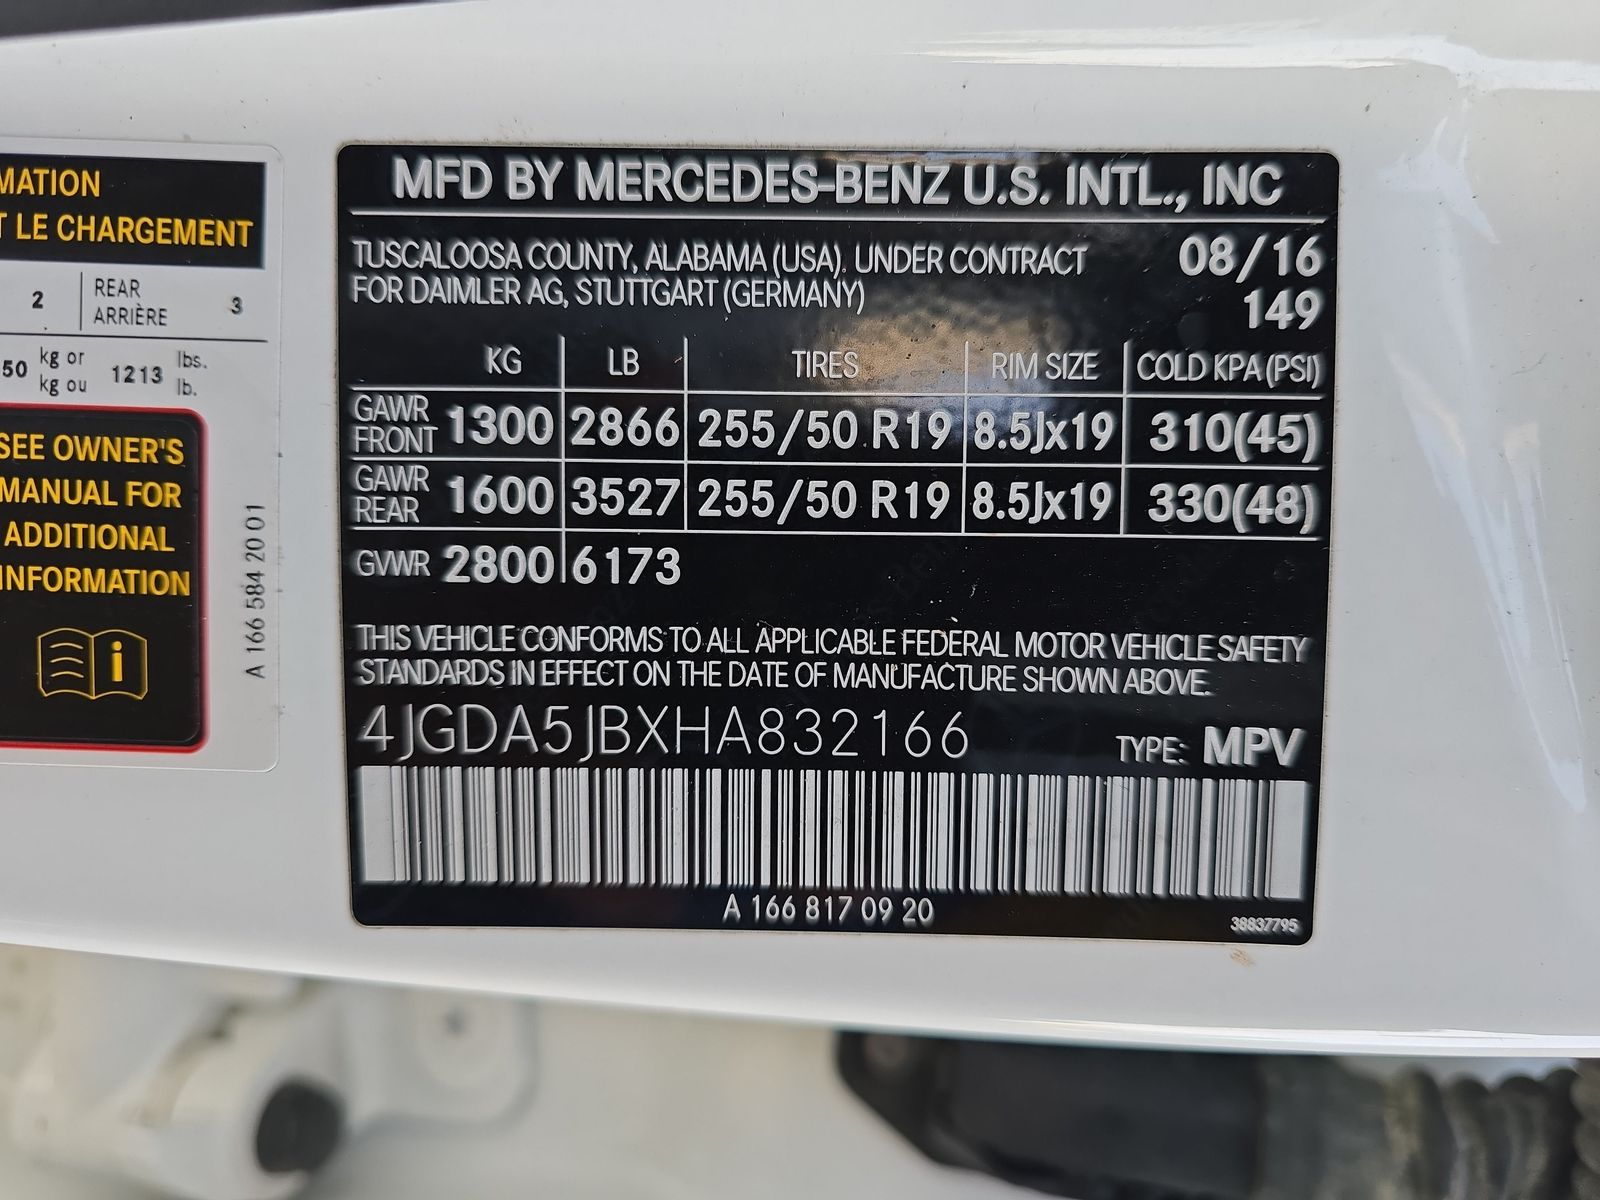 MATION
T LE CHARGEMENT
2 REAR ARRIÈRE 3
50 kg or kg ou 1213 lbs. lb.
SEE OWNER'S
MANUAL FOR
ADDITIONAL
INFORMATION
A 166 584 20 01
MFD BY MERCEDES-BENZ U.S. INTL., INC
TUSCALOOSA COUNTY, ALABAMA (USA). UNDER CONTRACT 08/16
FOR DAIMLER AG, STUTTGART (GERMANY) 149
KG LB TIRES RIM SIZE COLD KPA (PSI)
GAWR FRONT 1300 2866 255/50 R19 8.5Jx19 310(45)
GAWR REAR 1600 3527 255/50 R19 8.5Jx19 330(48)
GVWR 2800 6173
THIS VEHICLE CONFORMS TO ALL APPLICABLE FEDERAL MOTOR VEHICLE SAFETY
STANDARDS IN EFFECT ON THE DATE OF MANUFACTURE SHOWN ABOVE.
4JGDA5JBXHA832166 TYPE: MPV
A 166 817 09 20
38837795